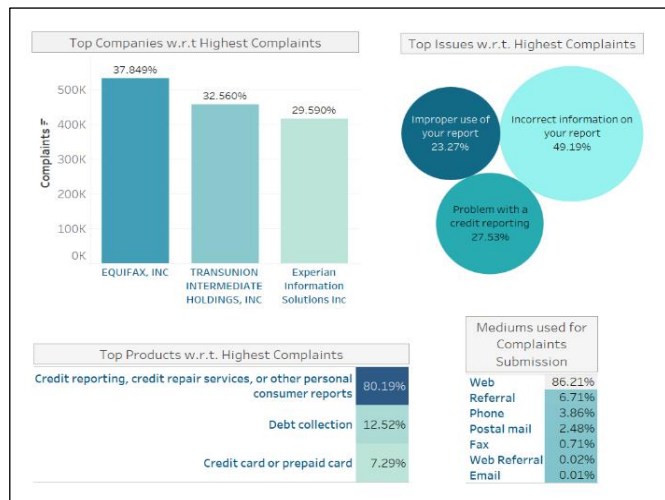 Top Companies w.r.t Highest Complaints
37.849%
32.560%
29.590%
Complaints
500K
400K
300K
200K
100K
0K
EQUIFAX, INC
TRANSUNION
INTERMEDIATE
HOLDINGS, INC
Experian
Information
Solutions Inc
Top Issues w.r.t. Highest Complaints
Improper use of
your report
23.27%
Incorrect information on
your report
49.19%
Problem with a
credit reporting
27.53%
Top Products w.r.t. Highest Complaints
Credit reporting, credit repair services, or other personal
consumer reports
80.19%
Debt collection
12.52%
Credit card or prepaid card
7.29%
Mediums used for
Complaints
Submission
Web 86.21%
Referral 6.71%
Phone 3.86%
Postal mail 2.48%
Fax 0.71%
Web Referral 0.02%
Email 0.01%